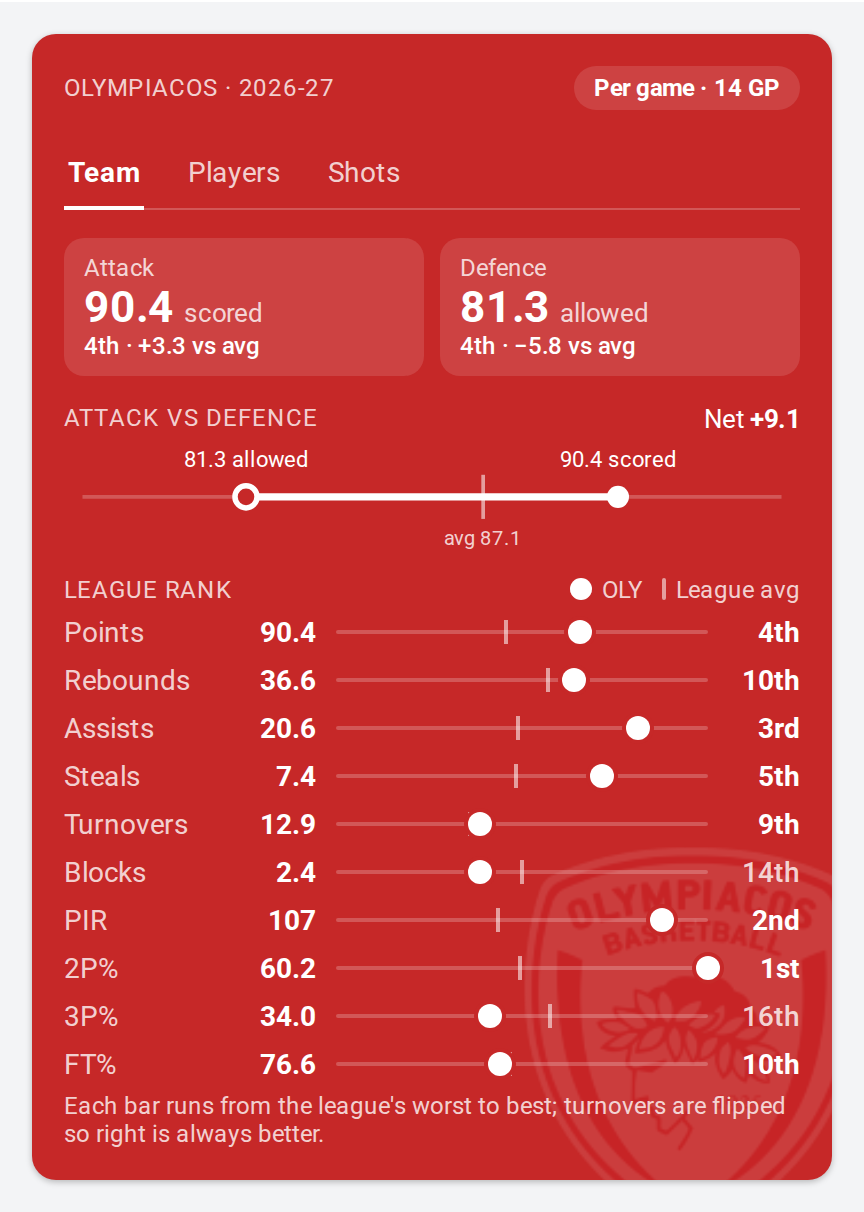 OLYMPIACOS · 2026-27
Per game · 14 GP
Team Players Shots
Attack
90.4 scored
4th · +3.3 vs avg
Defence
81.3 allowed
4th · −5.8 vs avg
ATTACK VS DEFENCE Net +9.1
81.3 allowed 90.4 scored
avg 87.1
LEAGUE RANK OLY League avg
Points 90.4 4th
Rebounds 36.6 10th
Assists 20.6 3rd
Steals 7.4 5th
Turnovers 12.9 9th
Blocks 2.4 14th
PIR 107 2nd
2P% 60.2 1st
3P% 34.0 16th
FT% 76.6 10th
OLYMPIACOS
BASKETBALL
Each bar runs from the league's worst to best; turnovers are flipped
so right is always better.